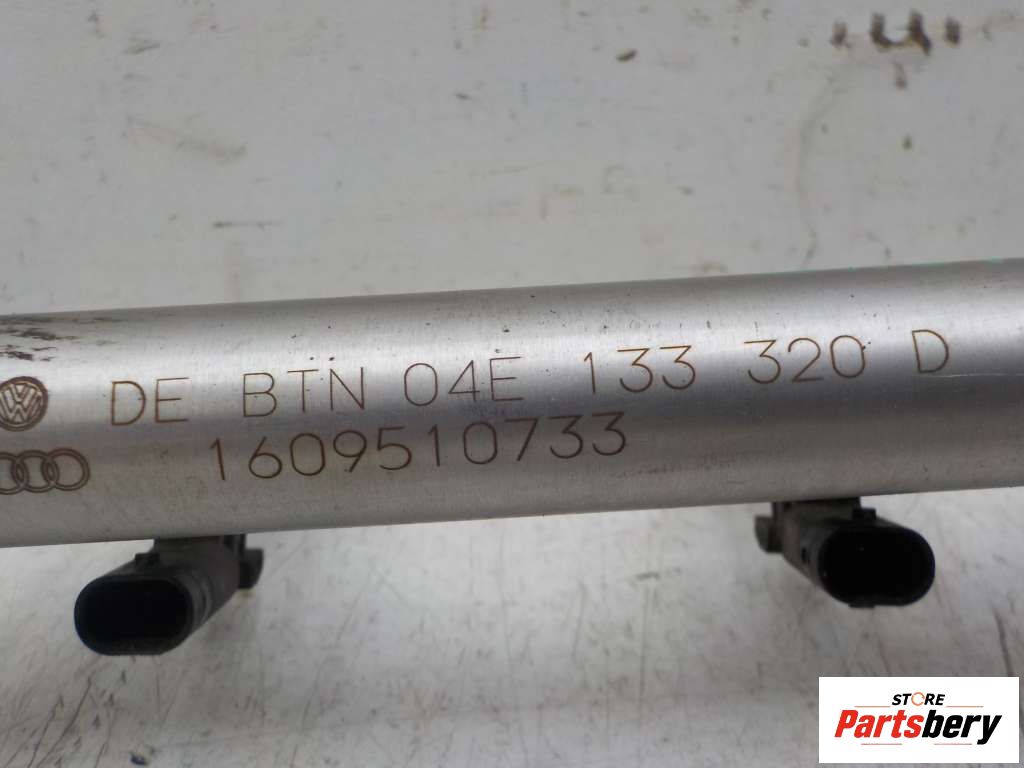 DE BTN 04E 133 320 D
1609510733
STORE
Partsbery